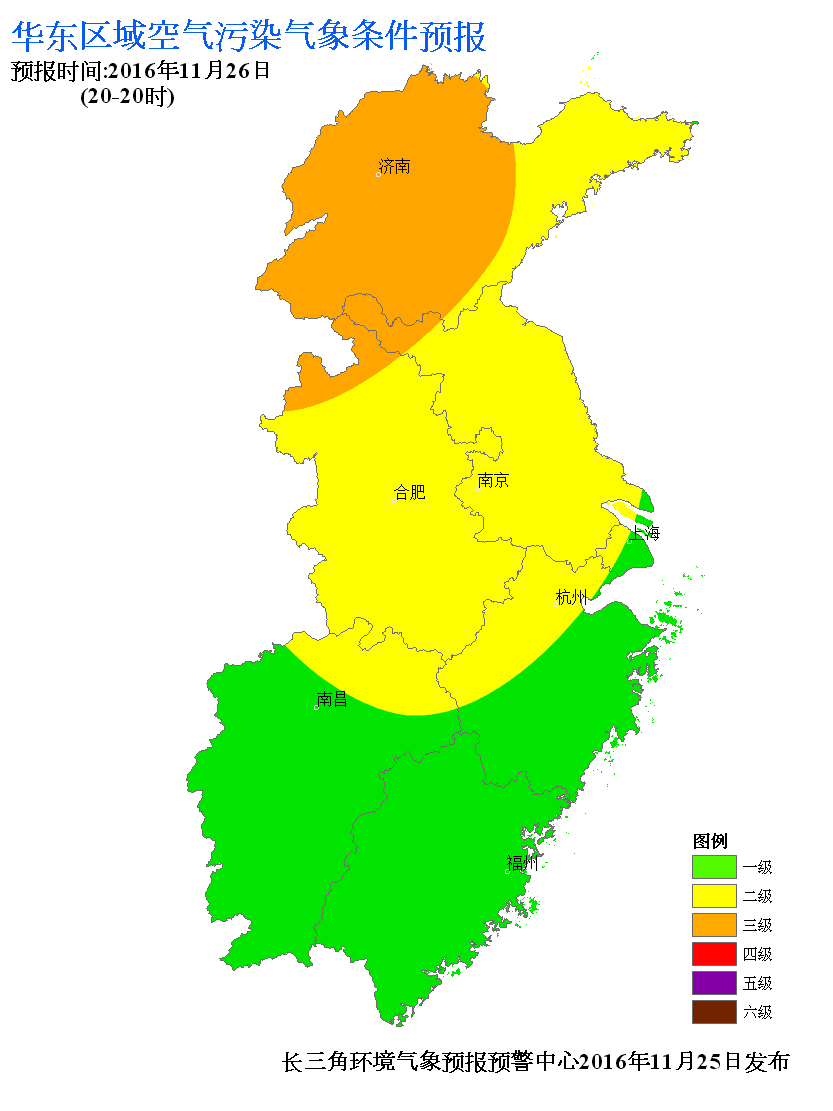 华东区域空气污染气象条件预报
预报时间:2016年11月26日
(20-20时)
济南
合肥
南京
上海
杭州
南昌
福州
图例
一级
二级
三级
四级
五级
六级
长三角环境气象预报预警中心2016年11月25日发布